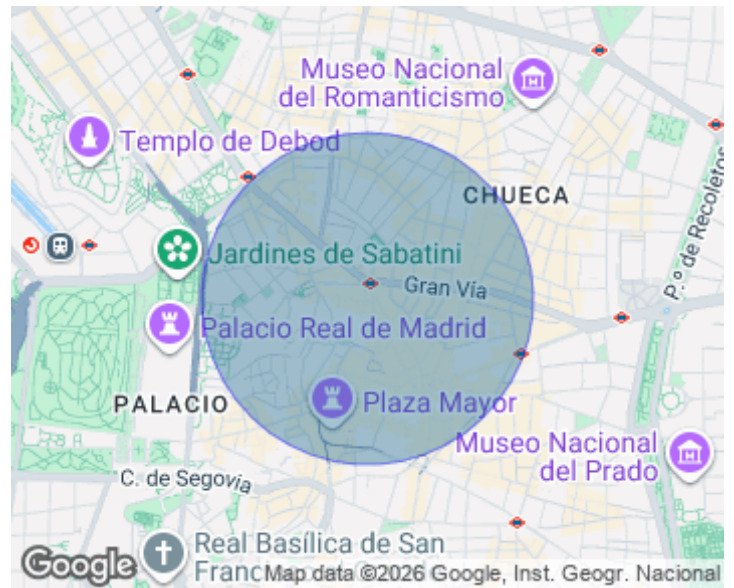 Museo Nacional
del Romanticismo
Templo de Debod
CHUECA
P.º de Recoletos
Jardines de Sabatini
Gran Vía
Palacio Real de Madrid
PALACIO
Plaza Mayor
Museo Nacional
del Prado
C. de Segovia
Real Basílica de San
Franc
Google
Map data ©2026 Google, Inst. Geogr. Nacional